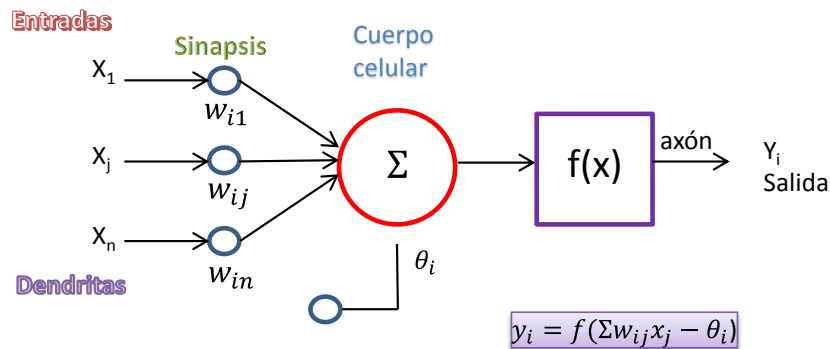 Entradas
Sinapsis
Cuerpo
celular
X₁
wᵢ₁
Xⱼ
wᵢⱼ
Xₙ
wᵢₙ
Dendritas
Σ
θᵢ
f(x)
axón
Yᵢ
Salida
yᵢ = f(Σwᵢⱼxⱼ − θᵢ)